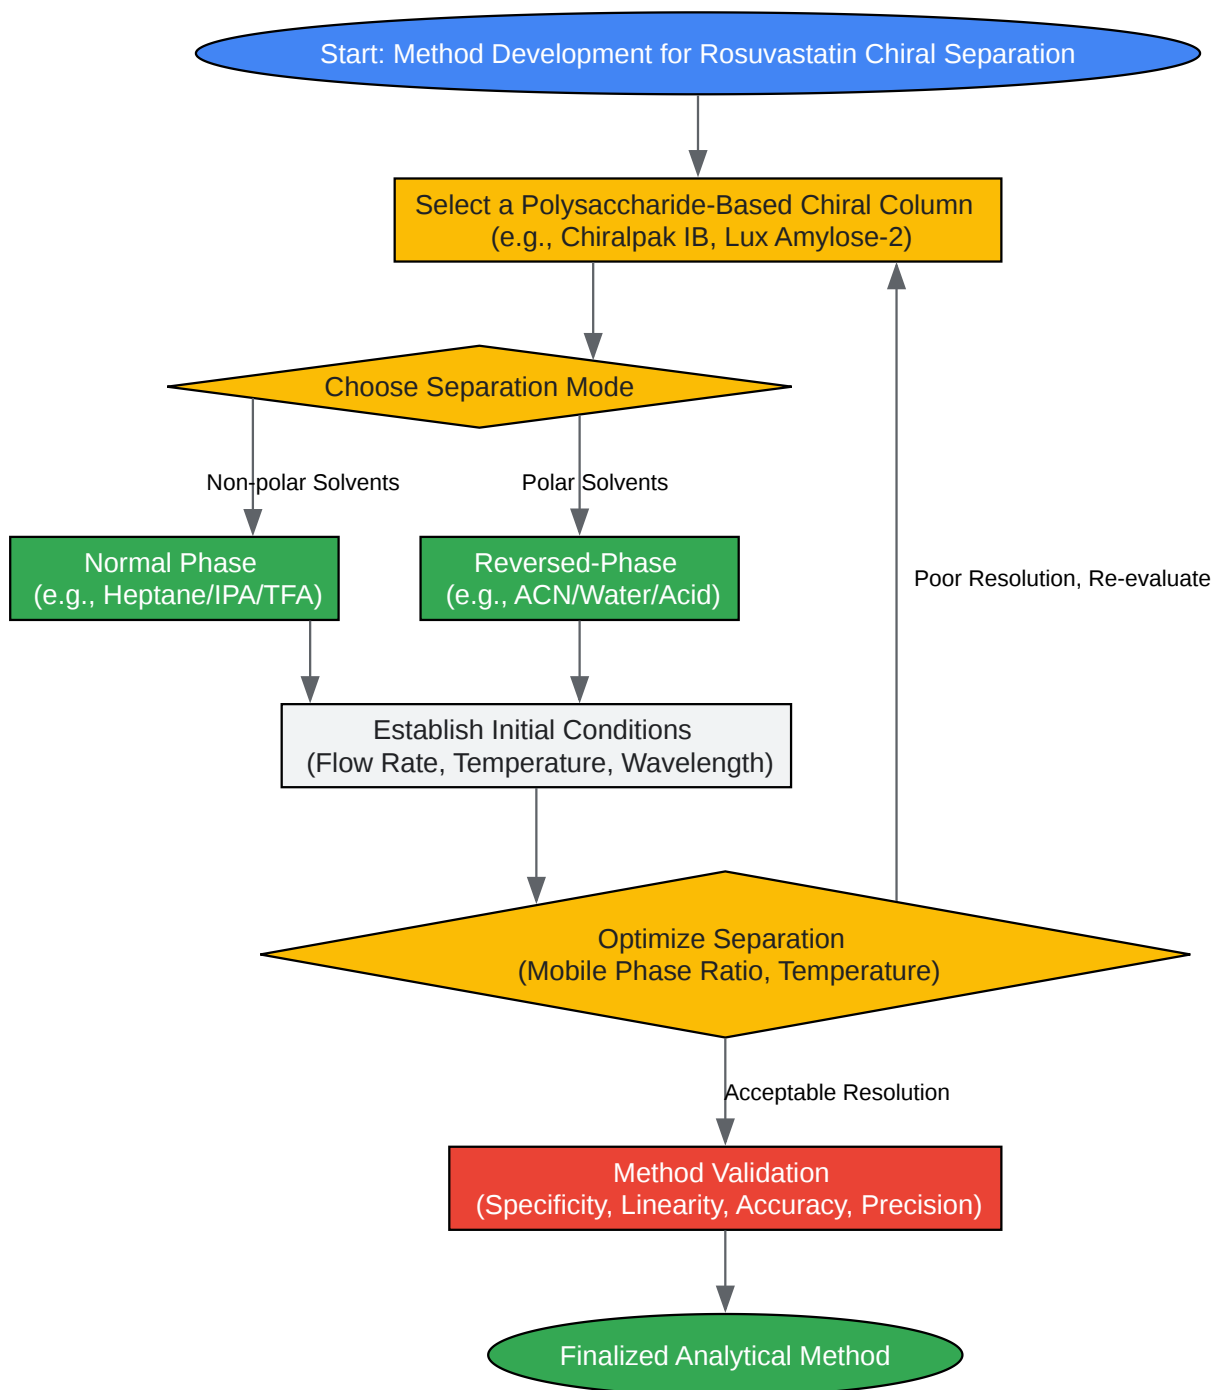 Start: Method Development for Rosuvastatin Chiral Separation
Select a Polysaccharide-Based Chiral Column
(e.g., Chiralpak IB, Lux Amylose-2)
Choose Separation Mode
Non-polar Solvents
Polar Solvents
Normal Phase
(e.g., Heptane/IPA/TFA)
Reversed-Phase
(e.g., ACN/Water/Acid)
Poor Resolution, Re-evaluate
Establish Initial Conditions
(Flow Rate, Temperature, Wavelength)
Optimize Separation
(Mobile Phase Ratio, Temperature)
Acceptable Resolution
Method Validation
(Specificity, Linearity, Accuracy, Precision)
Finalized Analytical Method